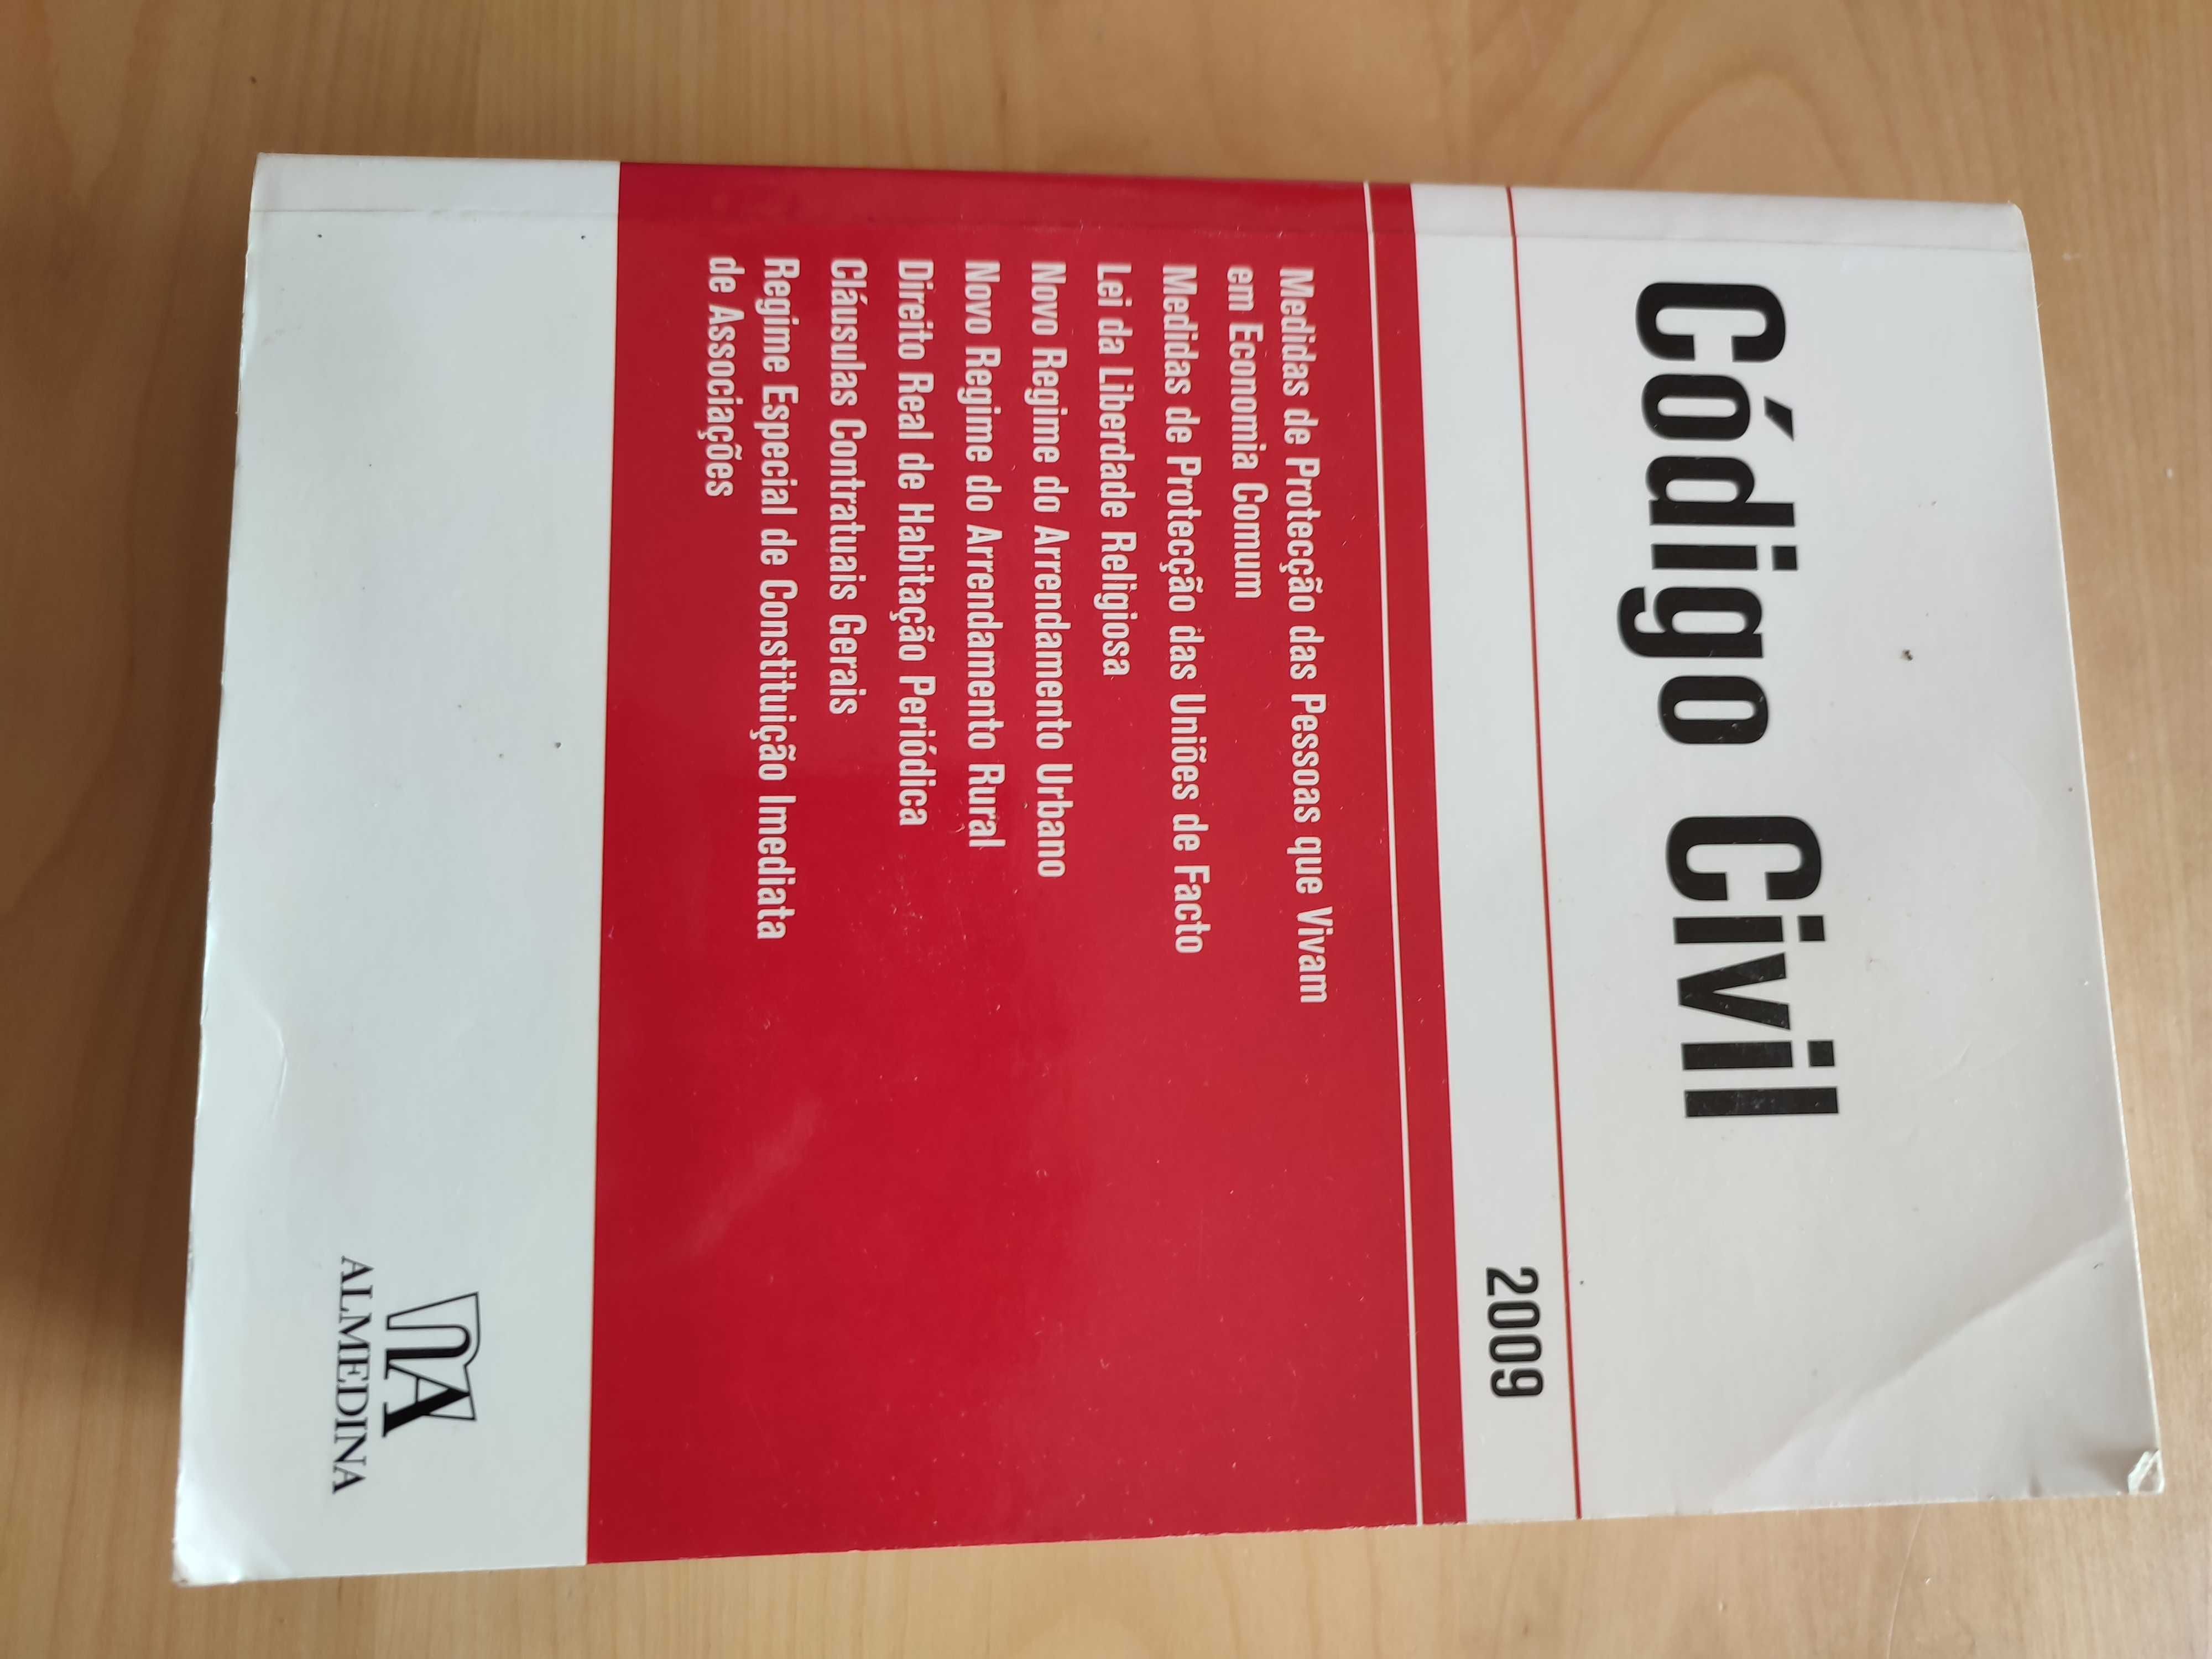 Código Civil
2009
Medidas de Protecção das Pessoas que Vivam
em Economia Comum
Medidas de Protecção das Uniões de Facto
Lei da Liberdade Religiosa
Novo Regime do Arrendamento Urbano
Novo Regime do Arrendamento Rural
Direito Real de Habitação Periódica
Cláusulas Contratuais Gerais
Regime Especial de Constituição Imediata
de Associações
ALMEDINA